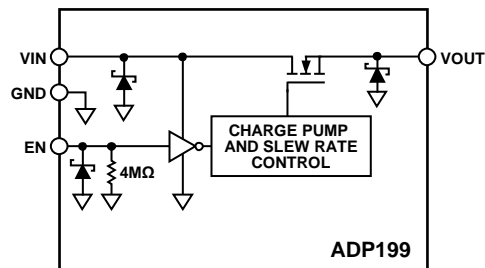 VIN
VOUT
GND
EN
4MΩ
CHARGE PUMP
AND SLEW RATE
CONTROL
ADP199